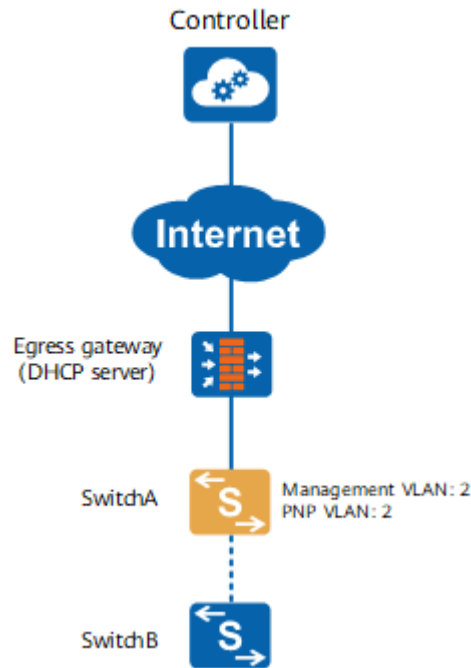 Controller
Internet
Egress gateway
(DHCP server)
SwitchA
S
Management VLAN: 2
PNP VLAN: 2
SwitchB
S